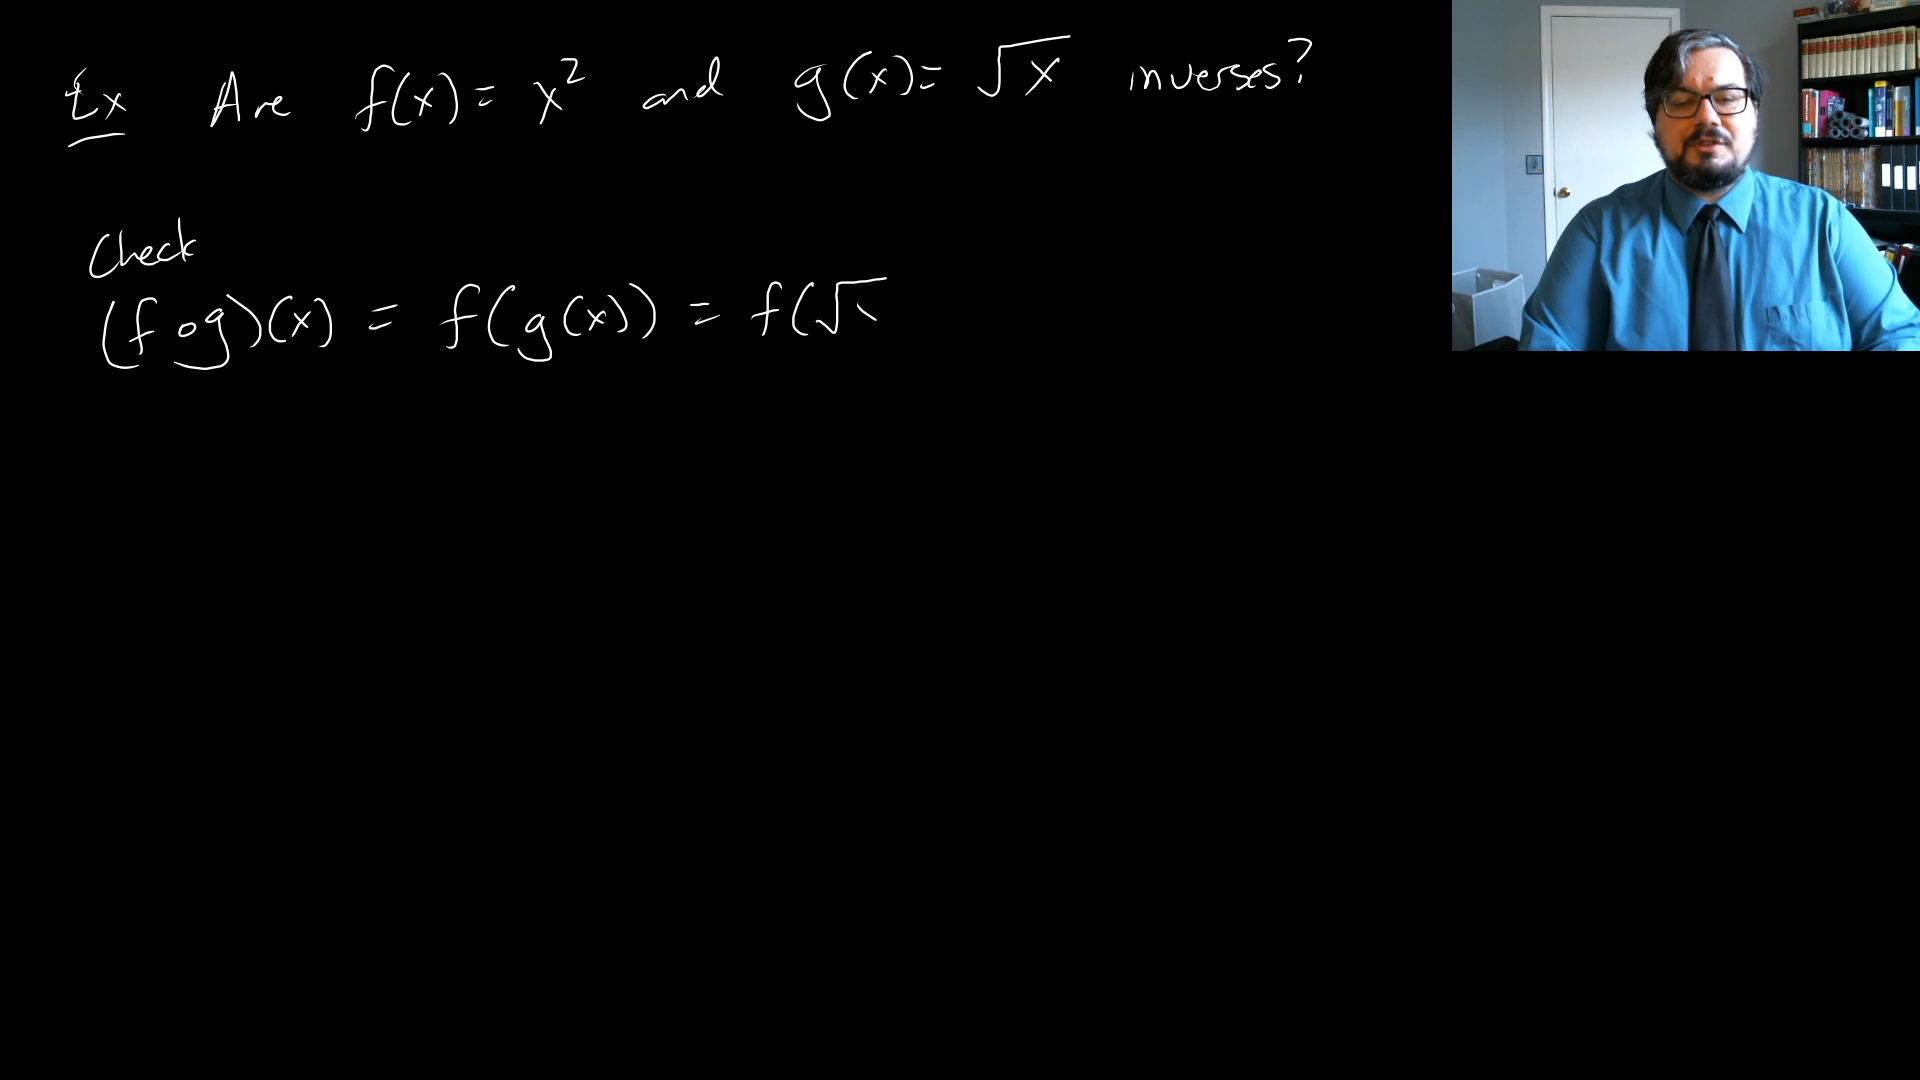 Ex Are f(x) = x² and g(x) = √x inverses?
Check
(f∘g)(x) = f(g(x)) = f(√